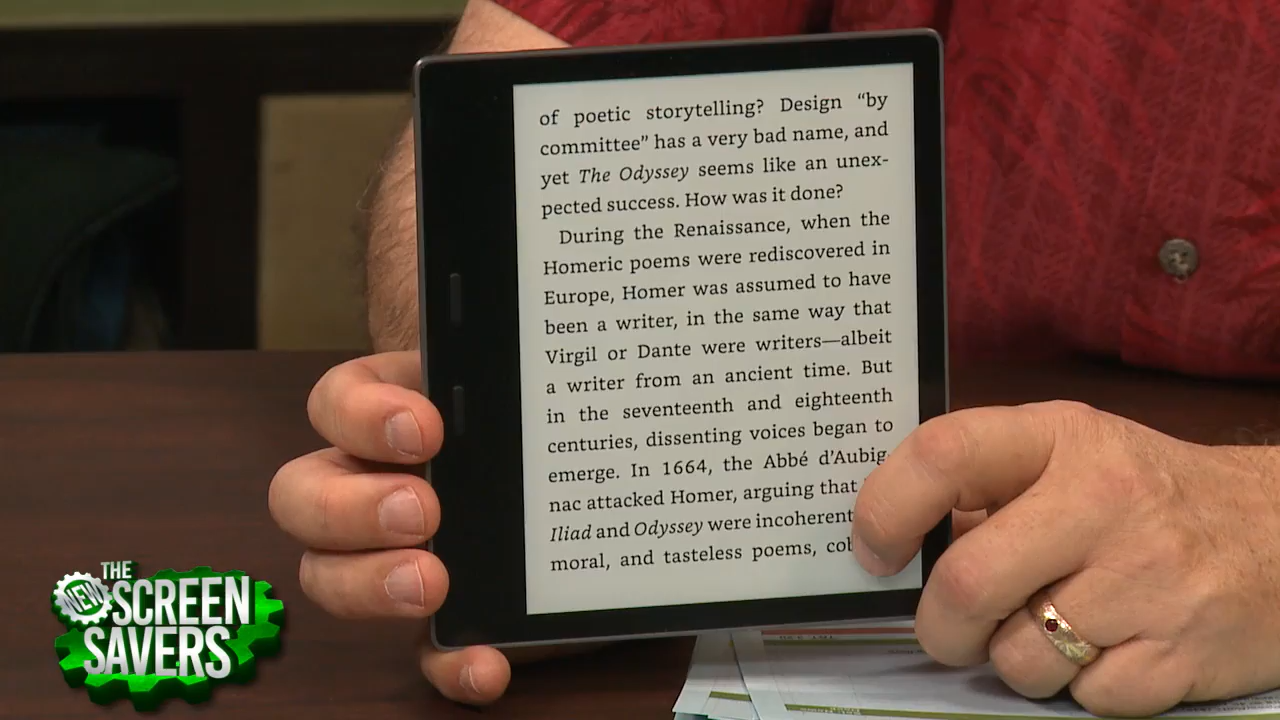 of poetic storytelling? Design “by
committee” has a very bad name, and
yet The Odyssey seems like an unex-
pected success. How was it done?
During the Renaissance, when the
Homeric poems were rediscovered in
Europe, Homer was assumed to have
been a writer, in the same way that
Virgil or Dante were writers—albeit
a writer from an ancient time. But
in the seventeenth and eighteenth
centuries, dissenting voices began to
emerge. In 1664, the Abbé d’Aubig-
nac attacked Homer, arguing that
Iliad and Odyssey were incoherent
moral, and tasteless poems,
THE
NEW
SCREEN
SAVERS